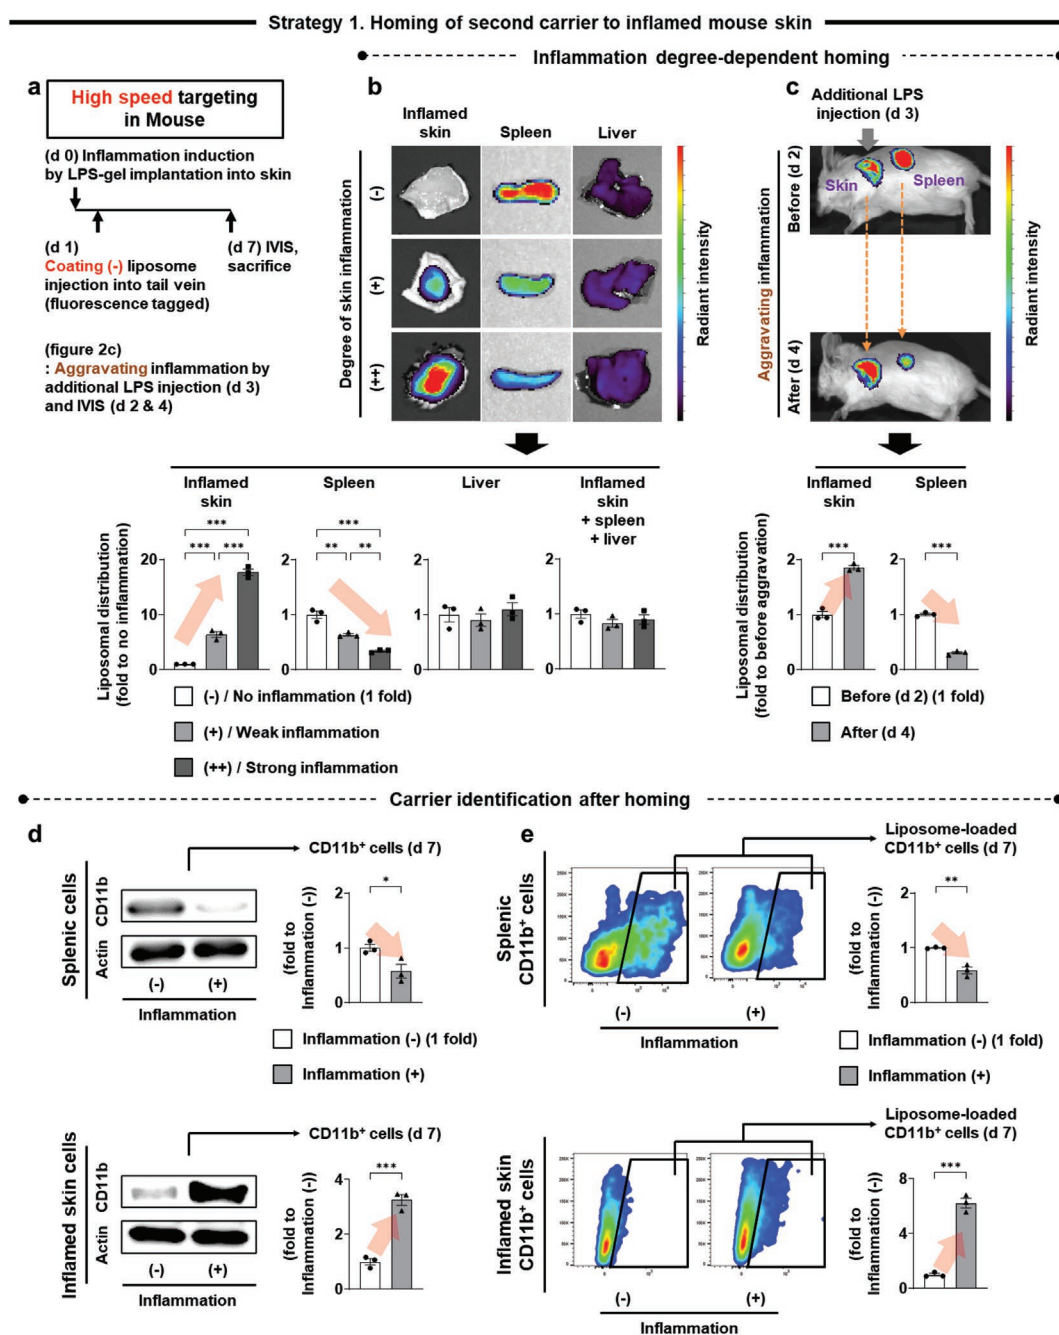 Strategy 1. Homing of second carrier to inflamed mouse skin
Inflammation degree-dependent homing
a
High speed targeting
in Mouse
(d 0) Inflammation induction
by LPS-gel implantation into skin
(d 1)
Coating (-) liposome
injection into tail vein
(fluorescence tagged)
(d 7) IVIS,
sacrifice
(figure 2c)
: Aggravating inflammation by
additional LPS injection (d 3)
and IVIS (d 2 & 4)
b
Inflamed
skin
Spleen
Liver
Degree of skin inflammation
(-)
(+)
(++)
Radiant intensity
c
Additional LPS
injection (d 3)
Aggravating inflammation
Before (d 2)
After (d 4)
Skin
Spleen
Radiant intensity
Liposomal distribution
(fold to no inflammation)
Inflamed
skin
***
*** ***
20
10
0
Spleen
***
** **
2
1
0
Liver
2
1
0
Inflamed
skin
+ spleen
+ liver
2
1
0
(-) / No inflammation (1 fold)
(+) / Weak inflammation
(++) / Strong inflammation
Liposomal distribution
(fold to before aggravation)
Inflamed
skin
***
2
1
0
Spleen
***
2
1
0
Before (d 2) (1 fold)
After (d 4)
Carrier identification after homing
d
Splenic cells
CD11b
Actin
(-) (+)
Inflammation
CD11b+ cells (d 7)
(fold to
Inflammation (-))
*
2
1
0
Inflammation (-) (1 fold)
Inflammation (+)
Inflamed skin cells
CD11b
Actin
(-) (+)
Inflammation
CD11b+ cells (d 7)
(fold to
Inflammation (-))
***
4
2
0
e
Splenic
CD11b+ cells
(-) (+)
Inflammation
Liposome-loaded
CD11b+ cells (d 7)
(fold to
Inflammation (-))
**
2
1
0
Inflammation (-) (1 fold)
Inflammation (+)
Inflamed skin
CD11b+ cells
(-) (+)
Inflammation
Liposome-loaded
CD11b+ cells (d 7)
(fold to
Inflammation (-))
***
8
4
0